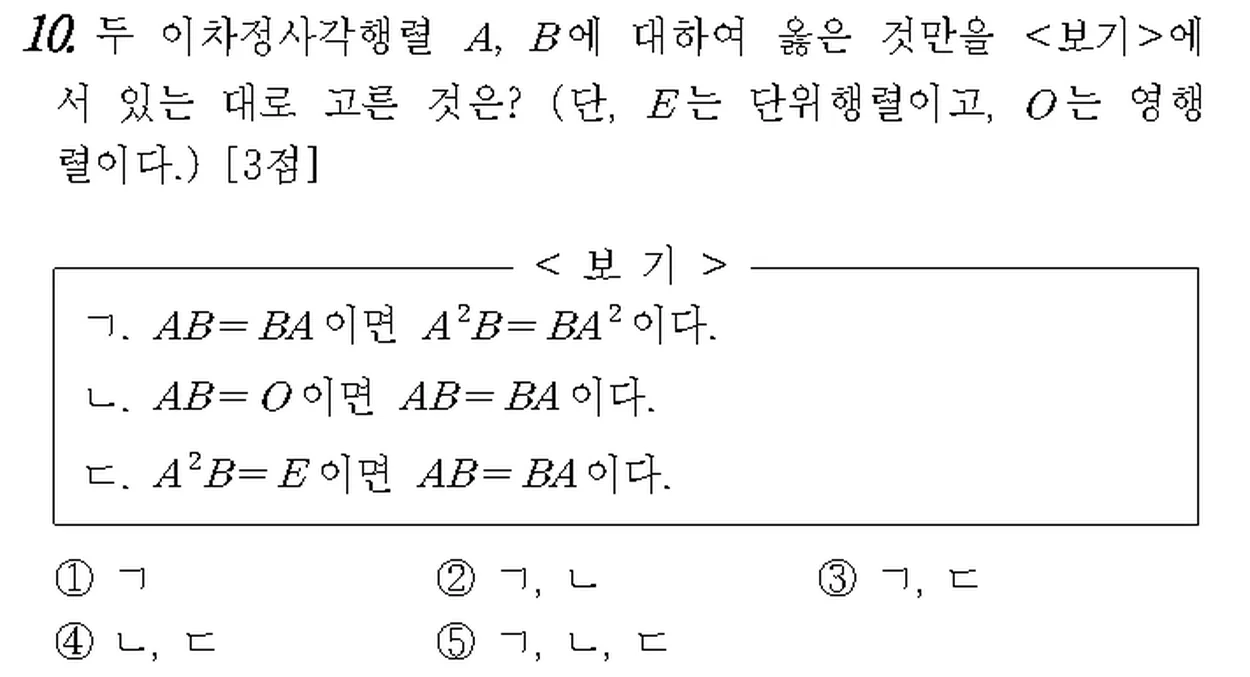 10. 두 이차정사각행렬 A, B에 대하여 옳은 것만을 <보기>에
서 있는 대로 고른 것은? (단, E는 단위행렬이고, O는 영행
렬이다.) [3점]
< 보 기 >
ㄱ. AB= BA이면 A²B= BA²이다.
ㄴ. AB= O이면 AB= BA이다.
ㄷ. A²B= E이면 AB= BA이다.
① ㄱ ② ㄱ, ㄴ ③ ㄱ, ㄷ
④ ㄴ, ㄷ ⑤ ㄱ, ㄴ, ㄷ